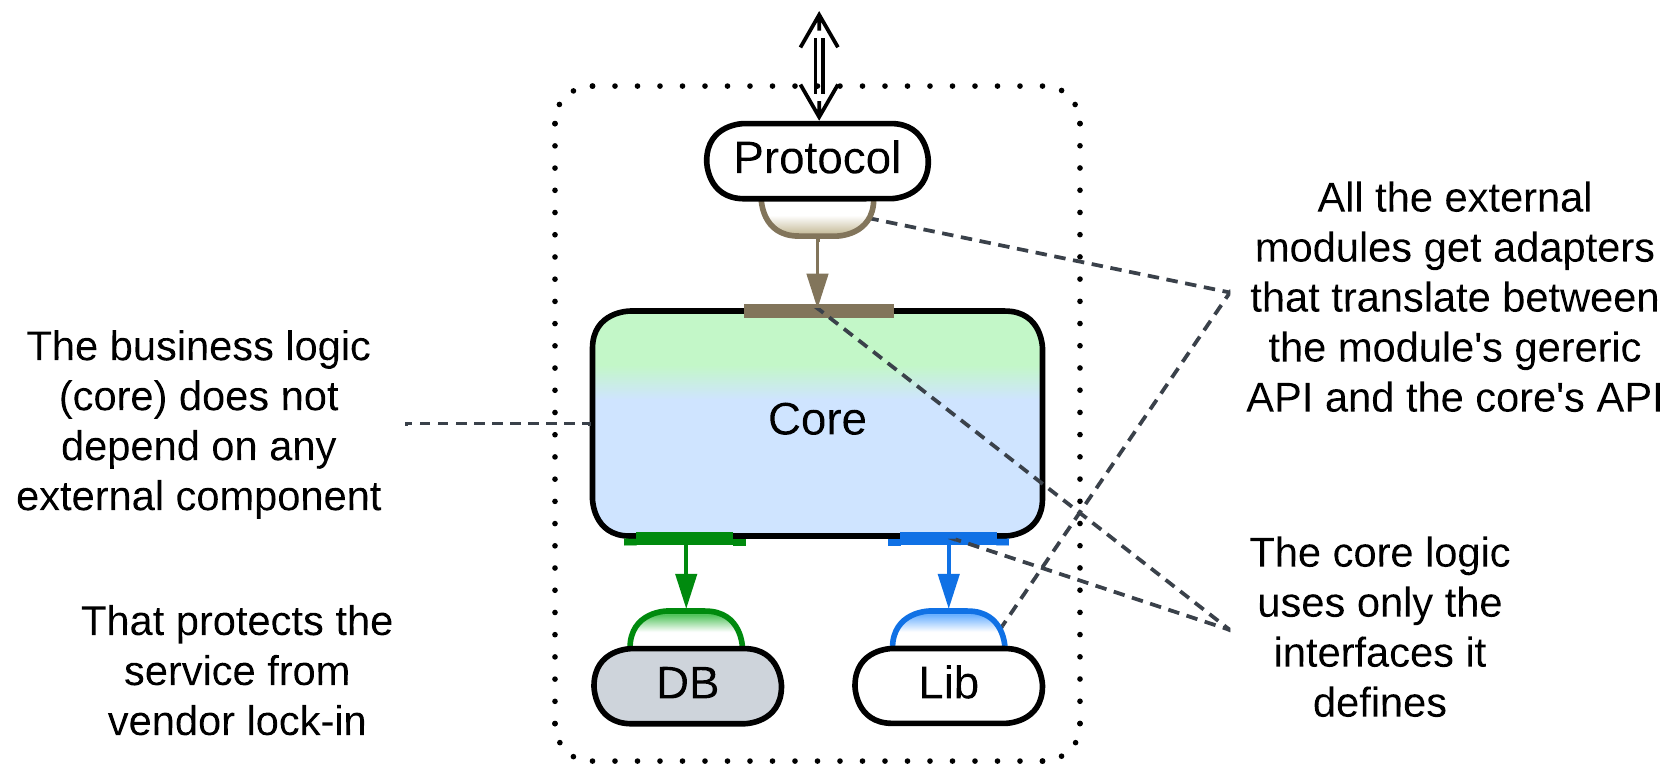 Protocol
All the external
modules get adapters
that translate between
the module's gereric
API and the core's API
The business logic
(core) does not
depend on any
external component
Core
The core logic
uses only the
interfaces it
defines
That protects the
service from
vendor lock-in
DB
Lib